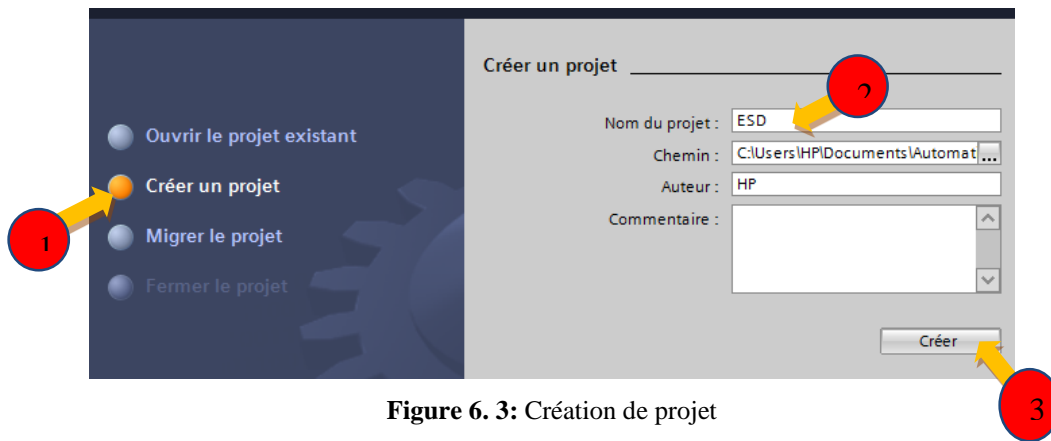 Créer un projet
Ouvrir le projet existant
Créer un projet
Migrer le projet
Fermer le projet
Nom du projet : ESD
Chemin : C:\Users\HP\Documents\Automat ...
Auteur : HP
Commentaire :
Créer
1
2
3
Figure 6. 3: Création de projet